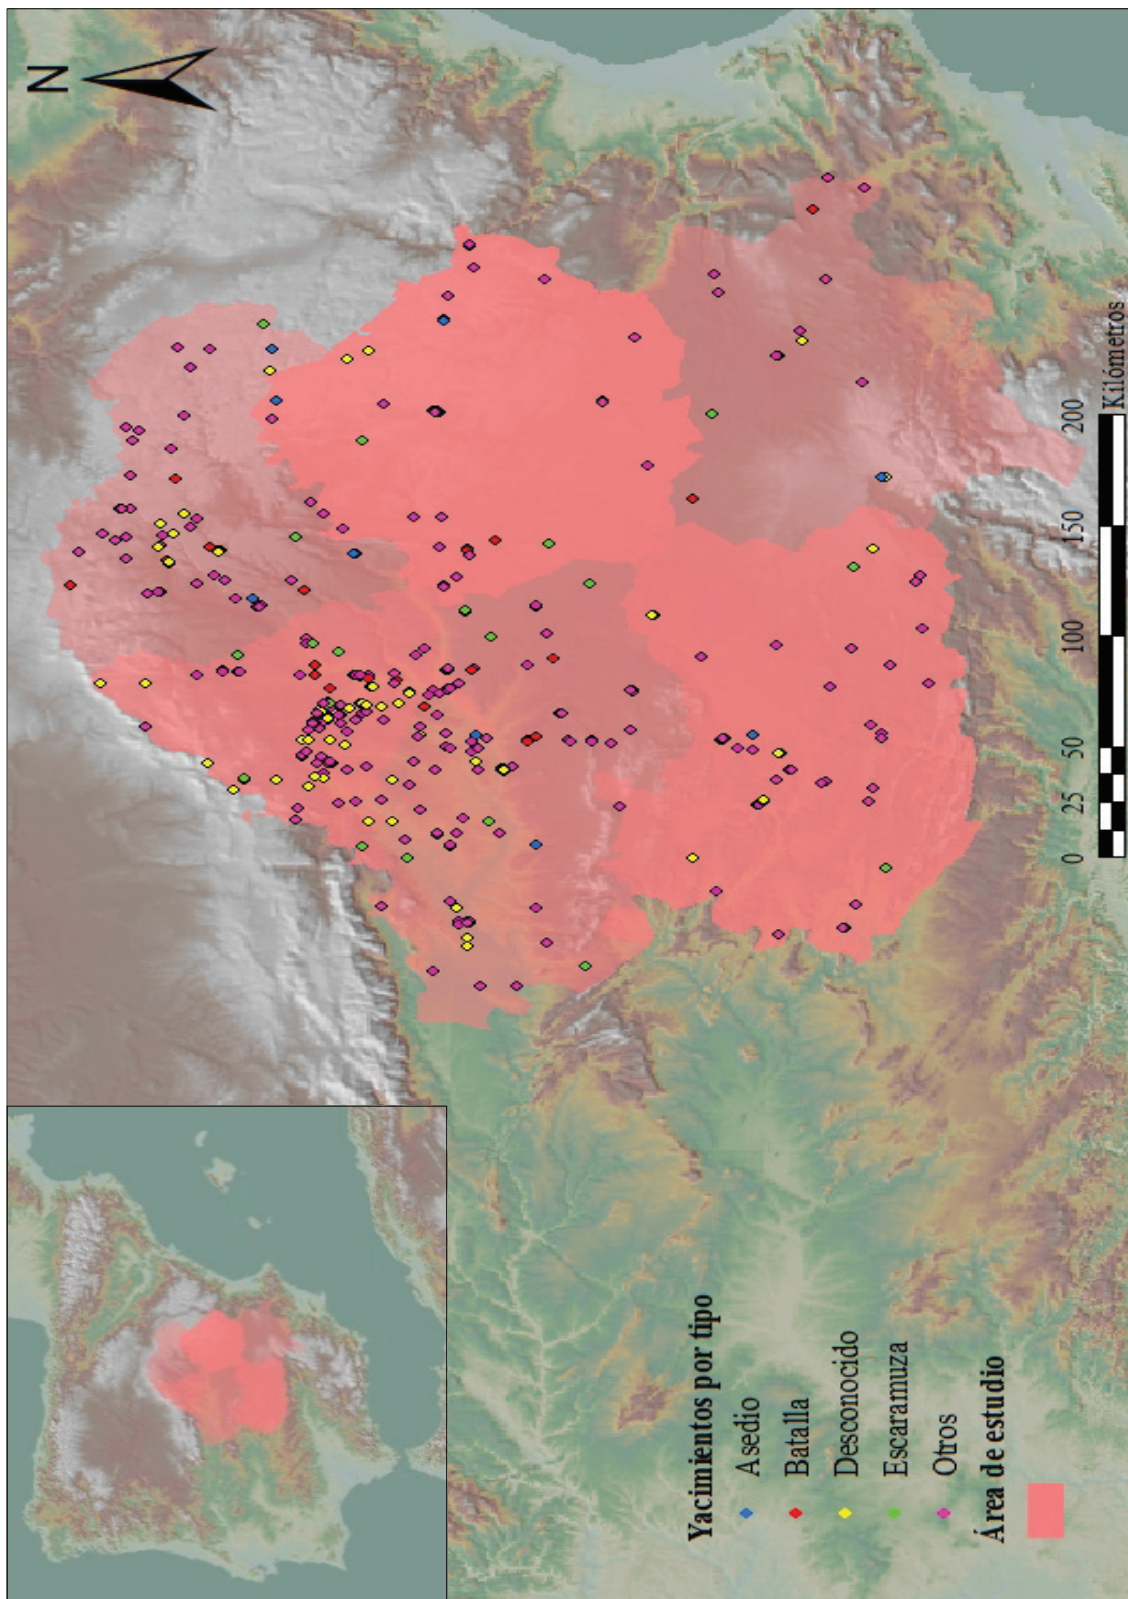 N
Yacimientos por tipo
Asedio
Batalla
Desconocido
Escaramuza
Otros
Área de estudio
0 25 50 100 150 200
Kilómetros